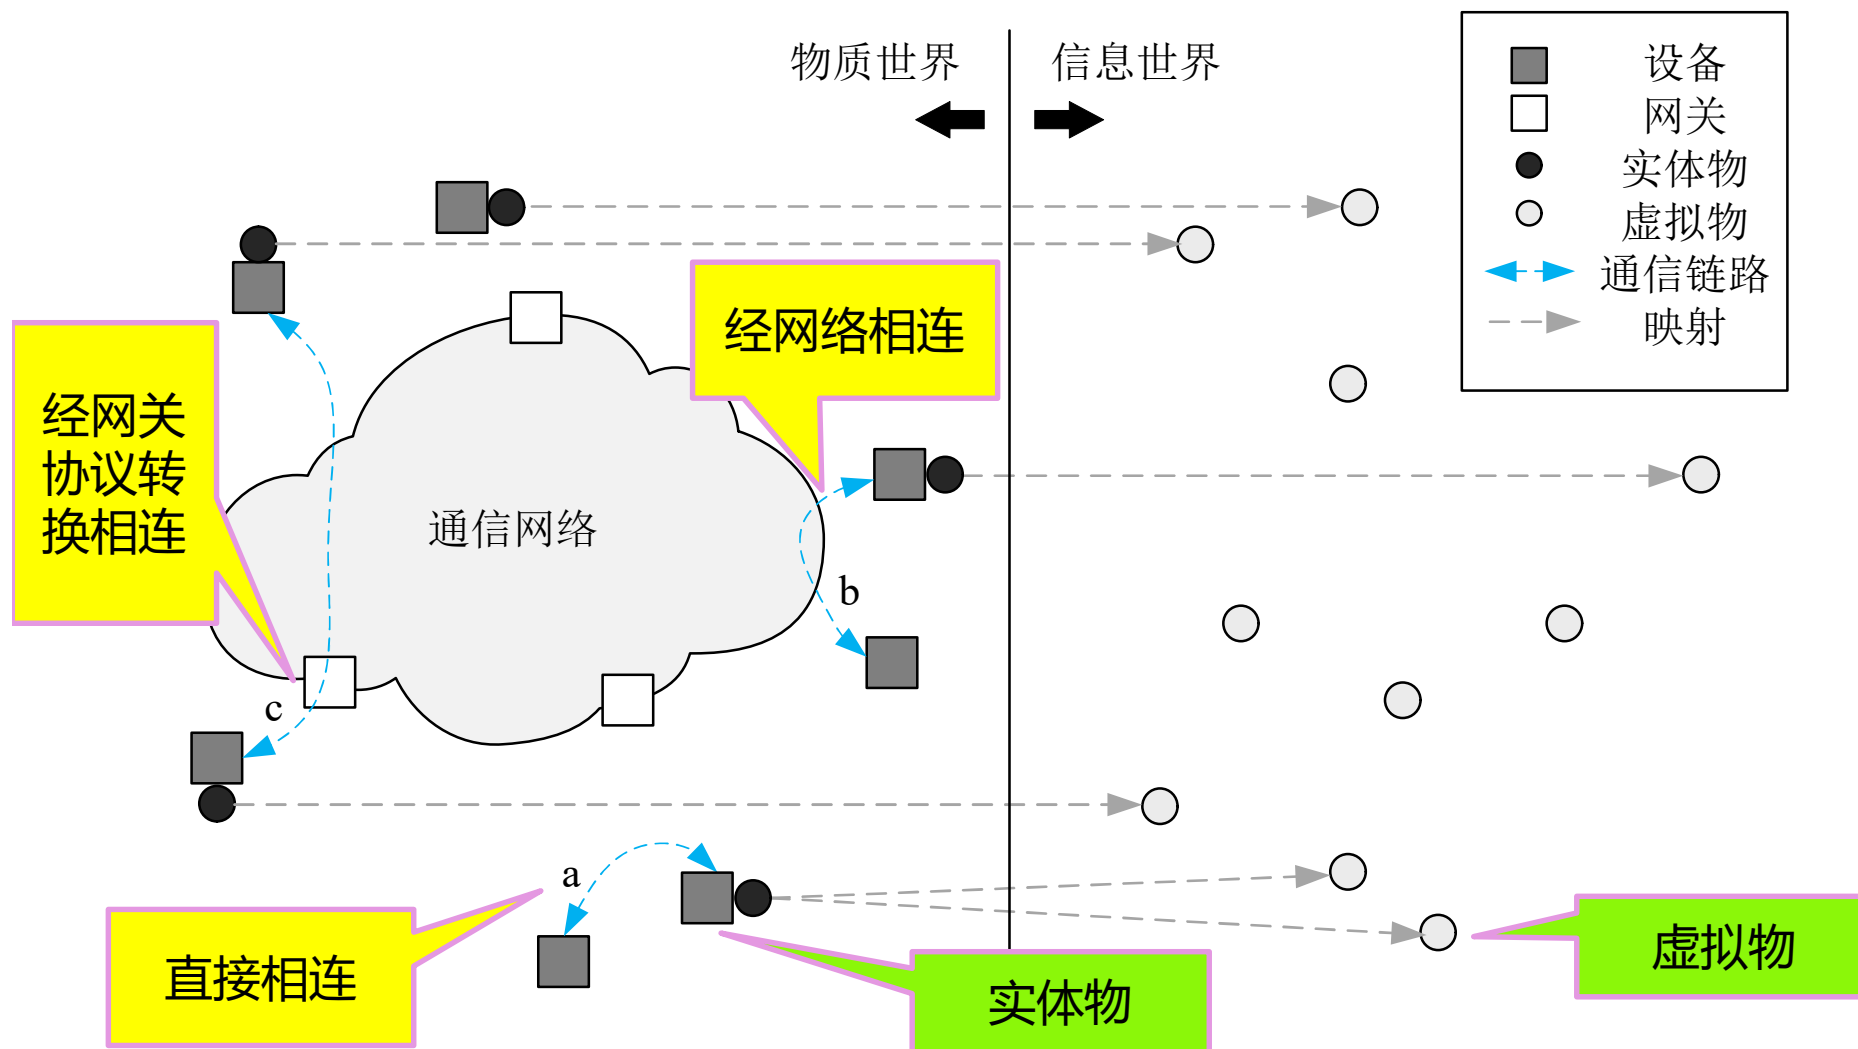 物质世界
信息世界
设备
网关
实体物
虚拟物
通信链路
映射
经网络相连
经网关
协议转
换相连
通信网络
b
c
a
直接相连
实体物
虚拟物